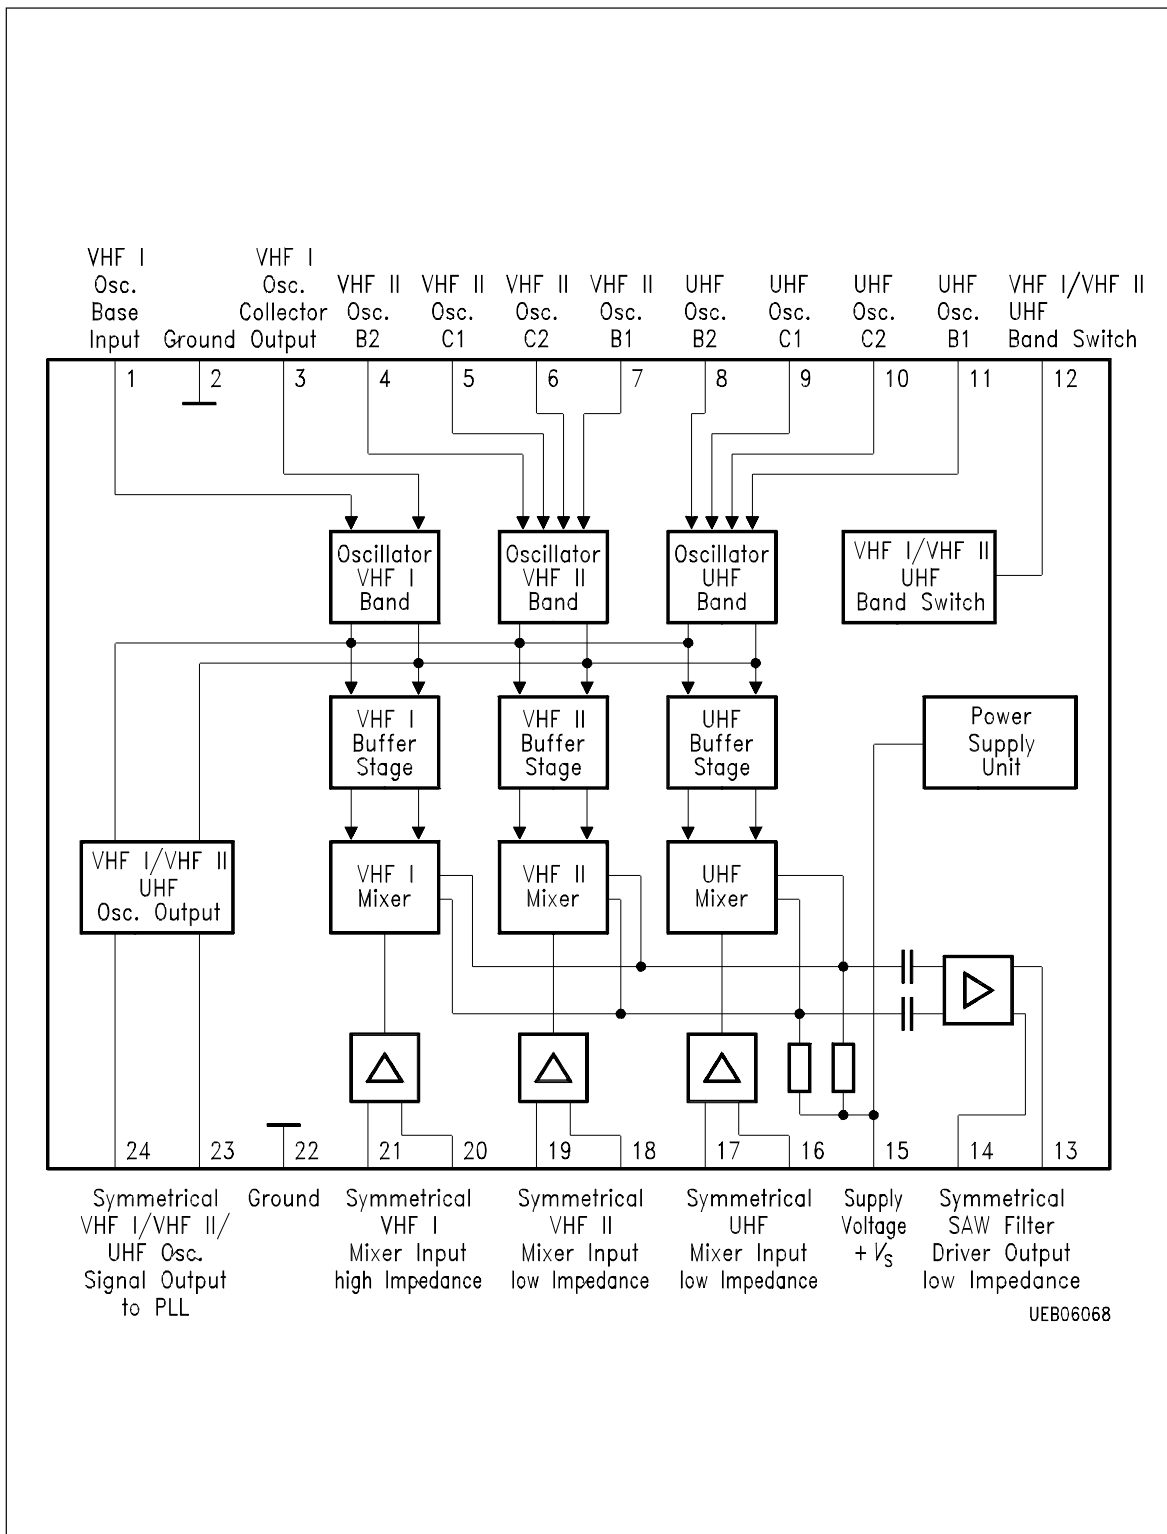 VHF I
Osc.
Base
Input
Ground
VHF I
Osc.
Collector
Output
VHF II
Osc.
B2
VHF II
Osc.
C1
VHF II
Osc.
C2
VHF II
Osc.
B1
UHF
Osc.
B2
UHF
Osc.
C1
UHF
Osc.
C2
UHF
Osc.
B1
VHF I/VHF II
UHF
Band Switch
1
2
3
4
5
6
7
8
9
10
11
12
Oscillator
VHF I
Band
Oscillator
VHF II
Band
Oscillator
UHF
Band
VHF I/VHF II
UHF
Band Switch
VHF I
Buffer
Stage
VHF II
Buffer
Stage
UHF
Buffer
Stage
Power
Supply
Unit
VHF I/VHF II
UHF
Osc. Output
VHF I
Mixer
VHF II
Mixer
UHF
Mixer
24
23
22
21
20
19
18
17
16
15
14
13
Symmetrical
VHF I/VHF II/
UHF Osc.
Signal Output
to PLL
Ground
Symmetrical
VHF I
Mixer Input
high Impedance
Symmetrical
VHF II
Mixer Input
low Impedance
Symmetrical
UHF
Mixer Input
low Impedance
Supply
Voltage
+VS
Symmetrical
SAW Filter
Driver Output
low Impedance
UEB06068